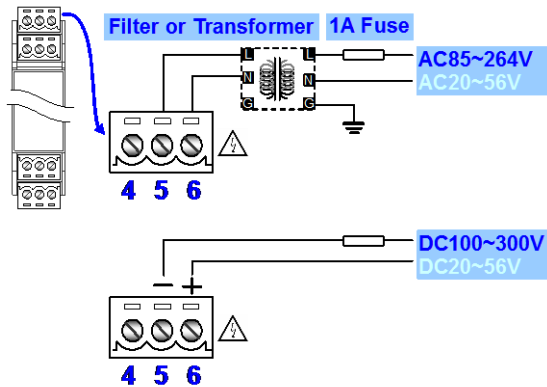 Filter or Transformer 1A Fuse
L L
AC85~264V
N N
AC20~56V
G G
4 5 6
DC100~300V
DC20~56V
− +
4 5 6